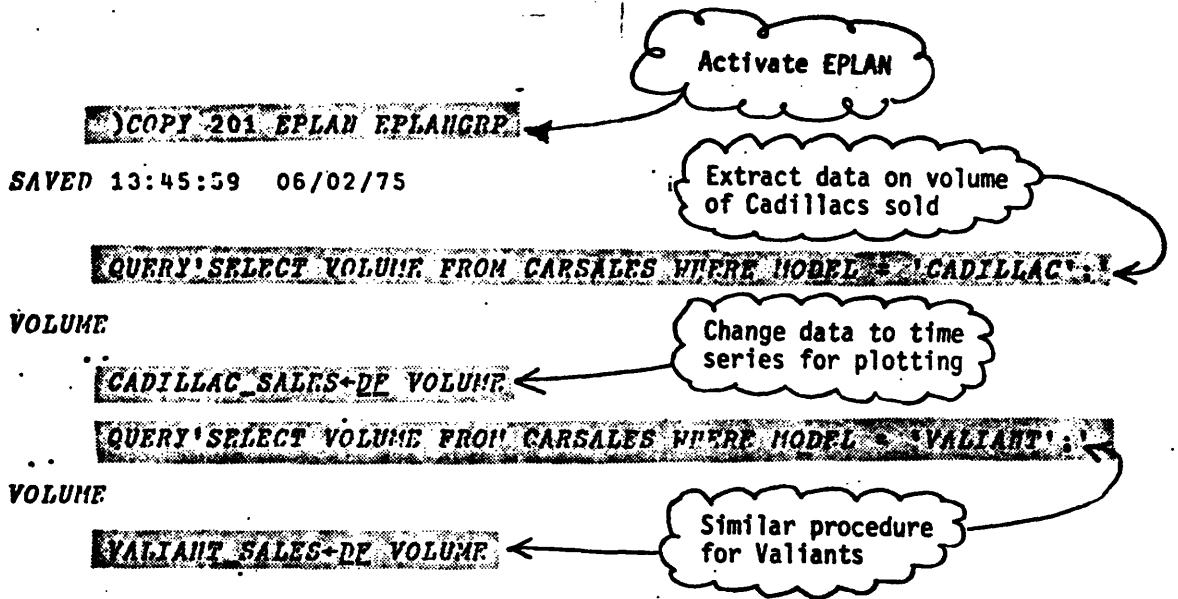 Activate EPLAN
)COPY 201 EPLAN EPLANGRP
SAVED 13:45:59 06/02/75
Extract data on volume
of Cadillacs sold
QUERY'SELECT VOLUME FROM CARSALES WHERE MODEL = 'CADILLAC';'
VOLUME
Change data to time
series for plotting
CADILLAC_SALES←DF VOLUME
QUERY'SELECT VOLUME FROM CARSALES WHERE MODEL = 'VALIANT';'
VOLUME
Similar procedure
for Valiants
VALIANT_SALES←DF VOLUME